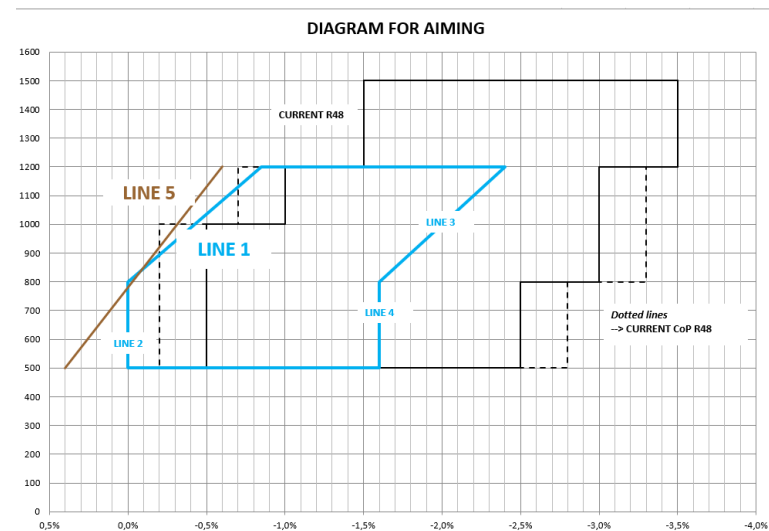 DIAGRAM FOR AIMING
1600
1500
1400
CURRENT R48
1300
1200
LINE 5
1100
1000
LINE 3
LINE 1
900
800
700
LINE 4
Dotted lines
--> CURRENT CoP R48
600
LINE 2
500
400
300
200
100
0
0,5% 0,0% -0,5% -1,0% -1,5% -2,0% -2,5% -3,0% -3,5% -4,0%